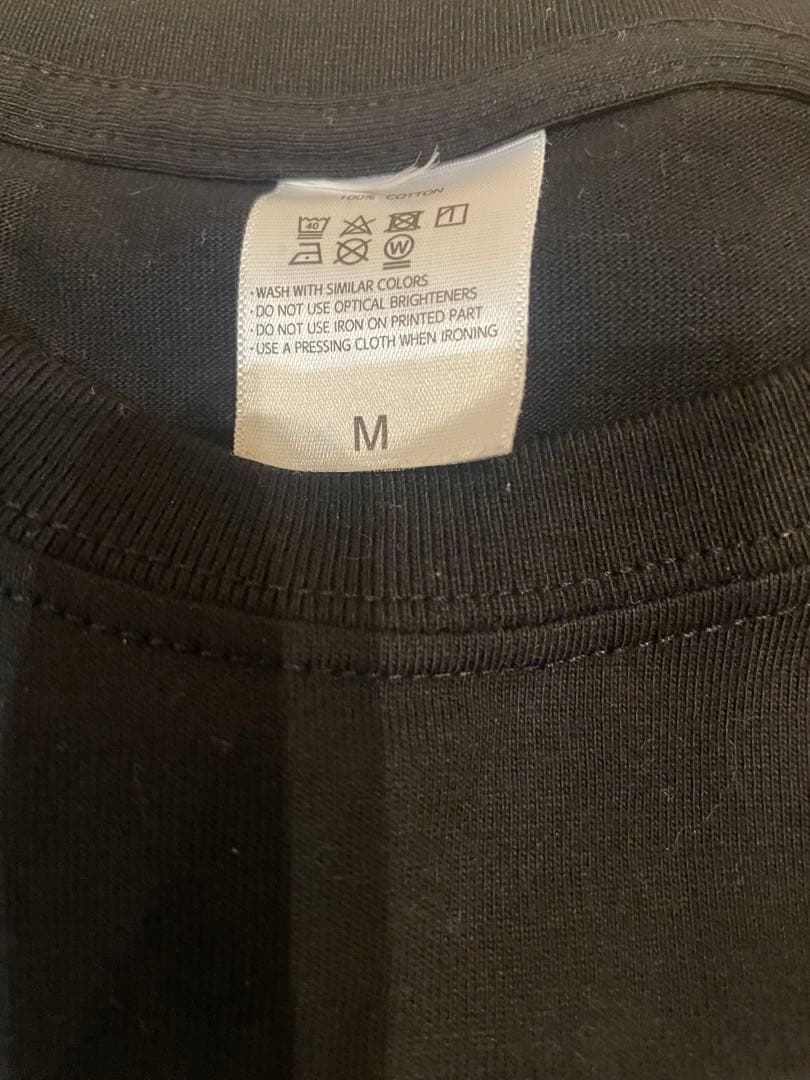 100% COTTON
40
W
·WASH WITH SIMILAR COLORS
·DO NOT USE OPTICAL BRIGHTENERS
·DO NOT USE IRON ON PRINTED PART
·USE A PRESSING CLOTH WHEN IRONING
M